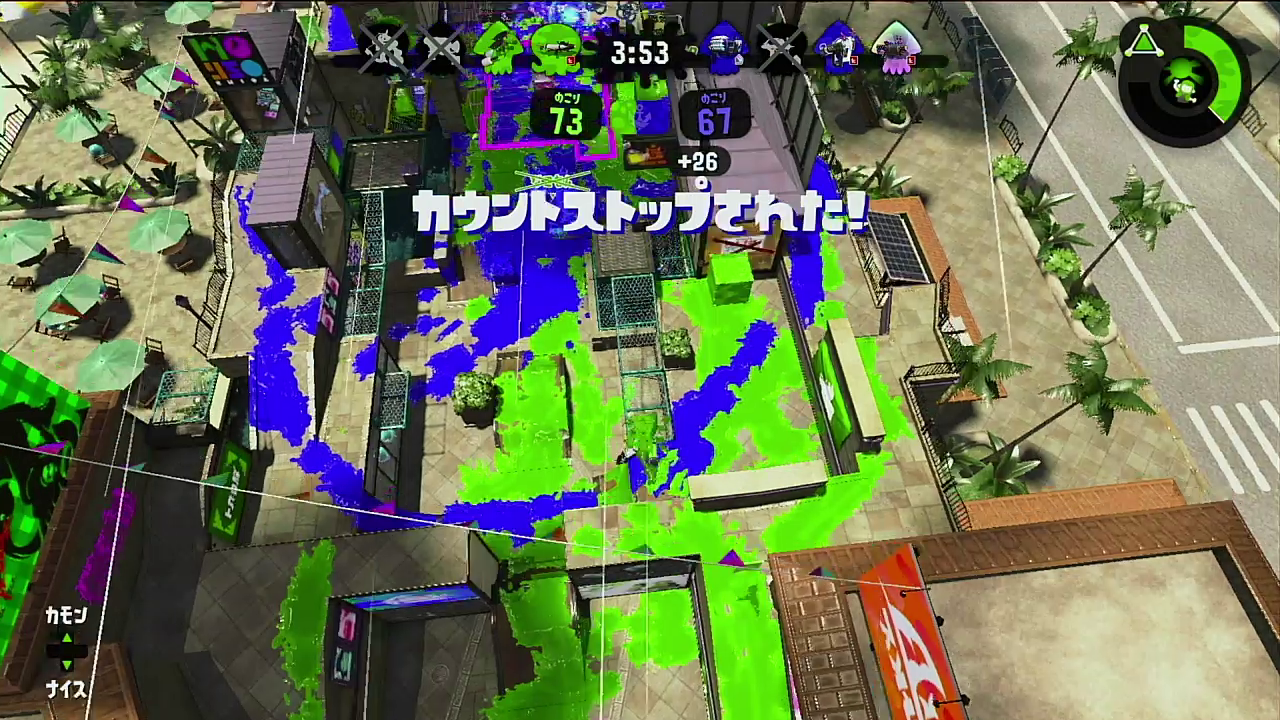 3:53
のこり
73
のこり
67
+26
カウントストップされた!
カモン
ナイス